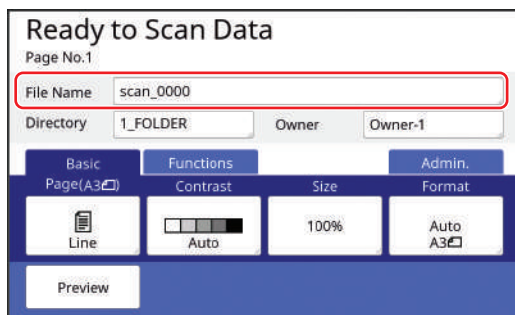 Ready to Scan Data
Page No.1
File Name scan_0000
Directory 1_FOLDER Owner Owner-1
Basic Functions Admin.
Page(A3) Contrast Size Format
Line Auto 100% Auto A3
Preview